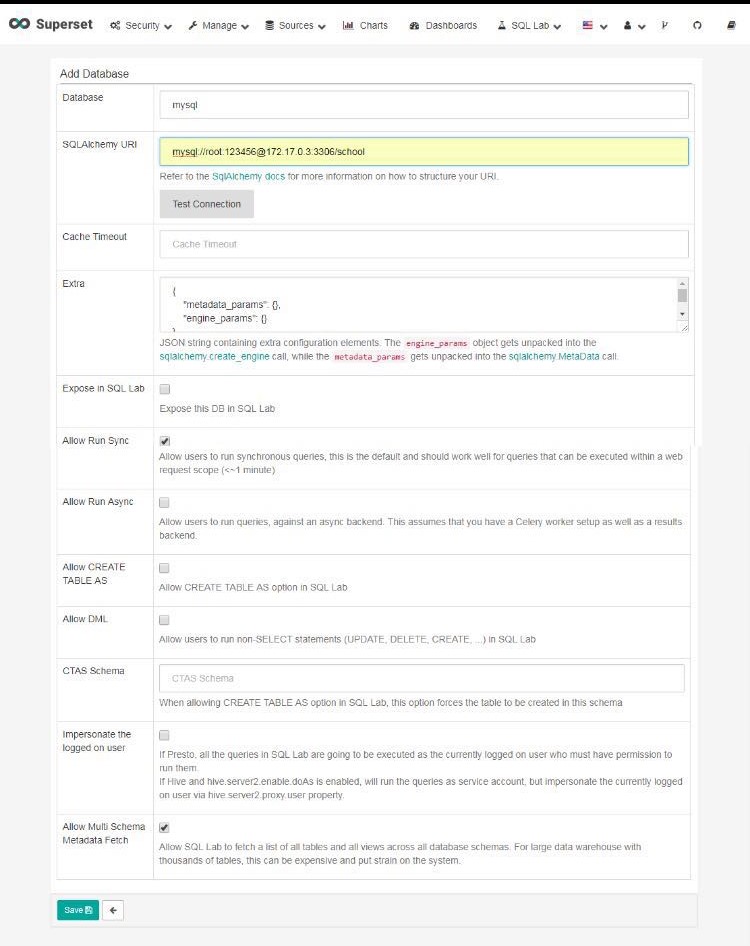 Superset Security Manage Sources Charts Dashboards SQL Lab
Add Database
Database
mysql
SQLAlchemy URI
mysql://root:123456@172.17.0.3:3306/school
Refer to the SqlAlchemy docs for more information on how to structure your URI.
Test Connection
Cache Timeout
Cache Timeout
Extra
{
"metadata_params": {},
"engine_params": {}
}
JSON string containing extra configuration elements. The engine_params object gets unpacked into the
sqlalchemy.create_engine call, while the metadata_params gets unpacked into the sqlalchemy.MetaData call.
Expose in SQL Lab
Expose this DB in SQL Lab
Allow Run Sync
Allow users to run synchronous queries, this is the default and should work well for queries that can be executed within a web
request scope (<~1 minute)
Allow Run Async
Allow users to run queries, against an async backend. This assumes that you have a Celery worker setup as well as a results
backend.
Allow CREATE
TABLE AS
Allow CREATE TABLE AS option in SQL Lab
Allow DML
Allow users to run non-SELECT statements (UPDATE, DELETE, CREATE, ...) in SQL Lab
CTAS Schema
CTAS Schema
When allowing CREATE TABLE AS option in SQL Lab, this option forces the table to be created in this schema
Impersonate the
logged on user
If Presto, all the queries in SQL Lab are going to be executed as the currently logged on user who must have permission to
run them.
If Hive and hive.server2.enable.doAs is enabled, will run the queries as service account, but impersonate the currently logged
on user via hive.server2.proxy.user property.
Allow Multi Schema
Metadata Fetch
Allow SQL Lab to fetch a list of all tables and all views across all database schemas. For large data warehouse with
thousands of tables, this can be expensive and put strain on the system.
Save